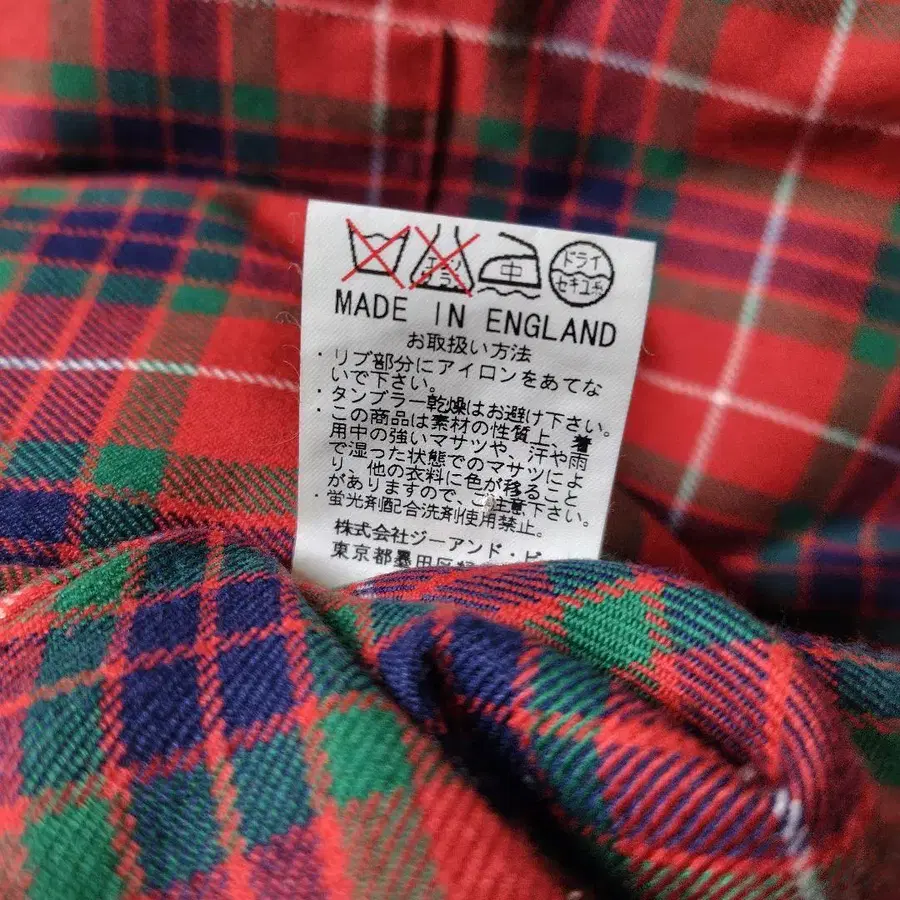 エンソ
サラシ
中
ドライ
セキユ系
MADE IN ENGLAND
お取扱い方法
・リブ部分にアイロンをあてな
いで下さい。
・タンブラー乾燥はお避け下さい。
・この商品は素材の性質上、着
用中の強いマサツや、汗や雨
で湿った状態でのマサツによ
り、他の衣料に色が移ること
がありますので、ご注意下さい。
・蛍光剤配合洗剤使用禁止。
株式会社ジーアンド・ビ
東京都墨田区